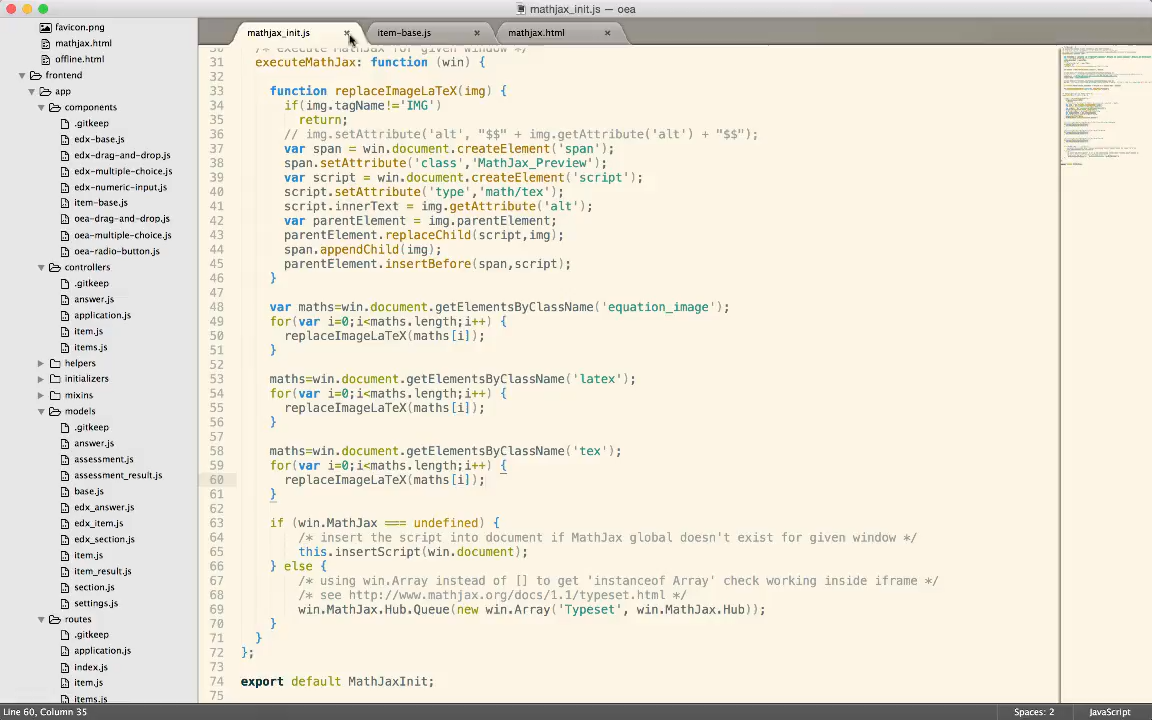 mathjax_init.js — oea
favicon.png
mathjax.html
offline.html
frontend
app
components
.gitkeep
edx-base.js
edx-drag-and-drop.js
edx-multiple-choice.js
edx-numeric-input.js
item-base.js
oea-drag-and-drop.js
oea-multiple-choice.js
oea-radio-button.js
controllers
.gitkeep
answer.js
application.js
item.js
items.js
helpers
initializers
mixins
models
.gitkeep
answer.js
assessment.js
assessment_result.js
base.js
edx_answer.js
edx_item.js
edx_section.js
item.js
item_result.js
section.js
settings.js
routes
.gitkeep
application.js
index.js
item.js
items.js
mathjax_init.js × item-base.js × mathjax.html ×
30 /* execute MathJax for given window */
31 executeMathJax: function (win) {
32
33 function replaceImageLaTeX(img) {
34 if(img.tagName!='IMG')
35 return;
36 // img.setAttribute('alt', "$$" + img.getAttribute('alt') + "$$");
37 var span = win.document.createElement('span');
38 span.setAttribute('class','MathJax_Preview');
39 var script = win.document.createElement('script');
40 script.setAttribute('type','math/tex');
41 script.innerText = img.getAttribute('alt');
42 var parentElement = img.parentElement;
43 parentElement.replaceChild(script,img);
44 span.appendChild(img);
45 parentElement.insertBefore(span,script);
46 }
47
48 var maths=win.document.getElementsByClassName('equation_image');
49 for(var i=0;i<maths.length;i++) {
50 replaceImageLaTeX(maths[i]);
51 }
52
53 maths=win.document.getElementsByClassName('latex');
54 for(var i=0;i<maths.length;i++) {
55 replaceImageLaTeX(maths[i]);
56 }
57
58 maths=win.document.getElementsByClassName('tex');
59 for(var i=0;i<maths.length;i++) {
60 replaceImageLaTeX(maths[i]);
61 }
62
63 if (win.MathJax === undefined) {
64 /* insert the script into document if MathJax global doesn't exist for given window */
65 this.insertScript(win.document);
66 } else {
67 /* using win.Array instead of [] to get 'instanceof Array' check working inside iframe */
68 /* see http://www.mathjax.org/docs/1.1/typeset.html */
69 win.MathJax.Hub.Queue(new win.Array('Typeset', win.MathJax.Hub));
70 }
71 }
72 };
73
74 export default MathJaxInit;
75
Line 60, Column 35
Spaces: 2
JavaScript